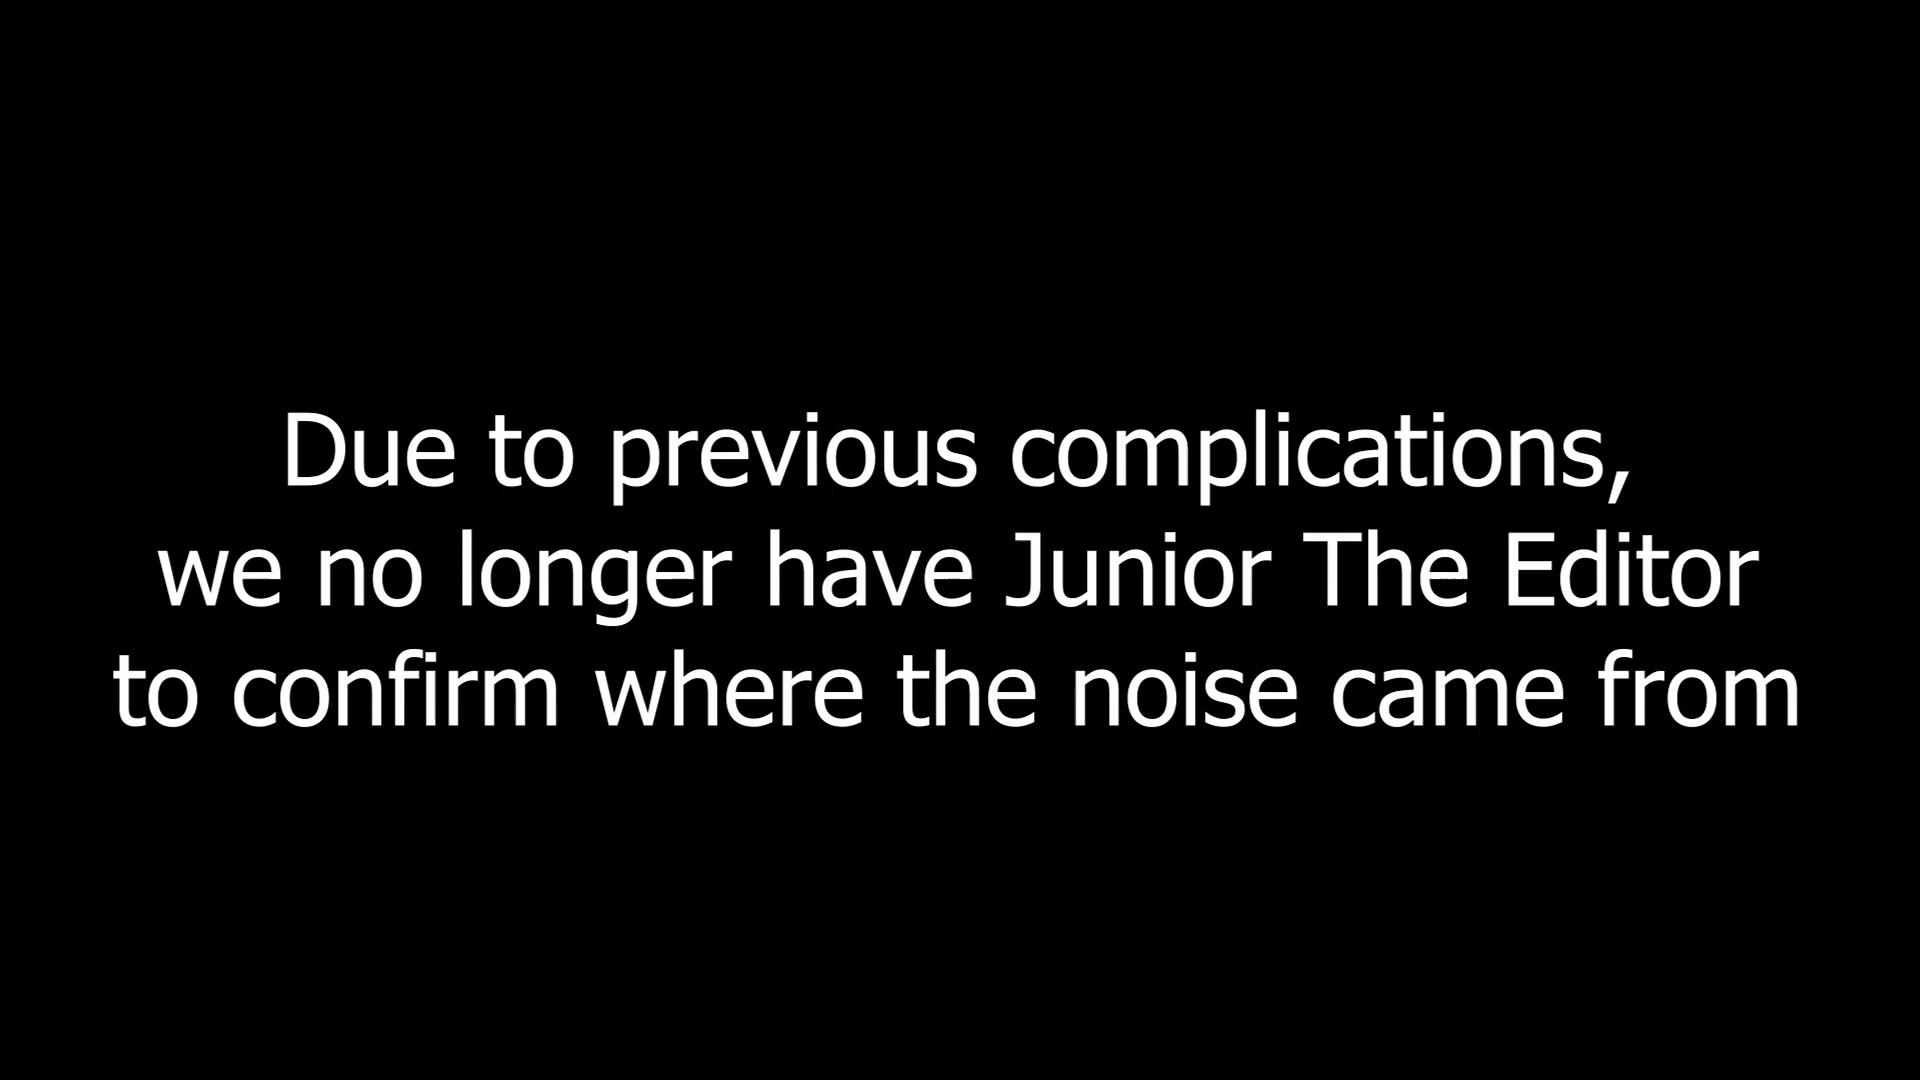 Due to previous complications,
we no longer have Junior The Editor
to confirm where the noise came from